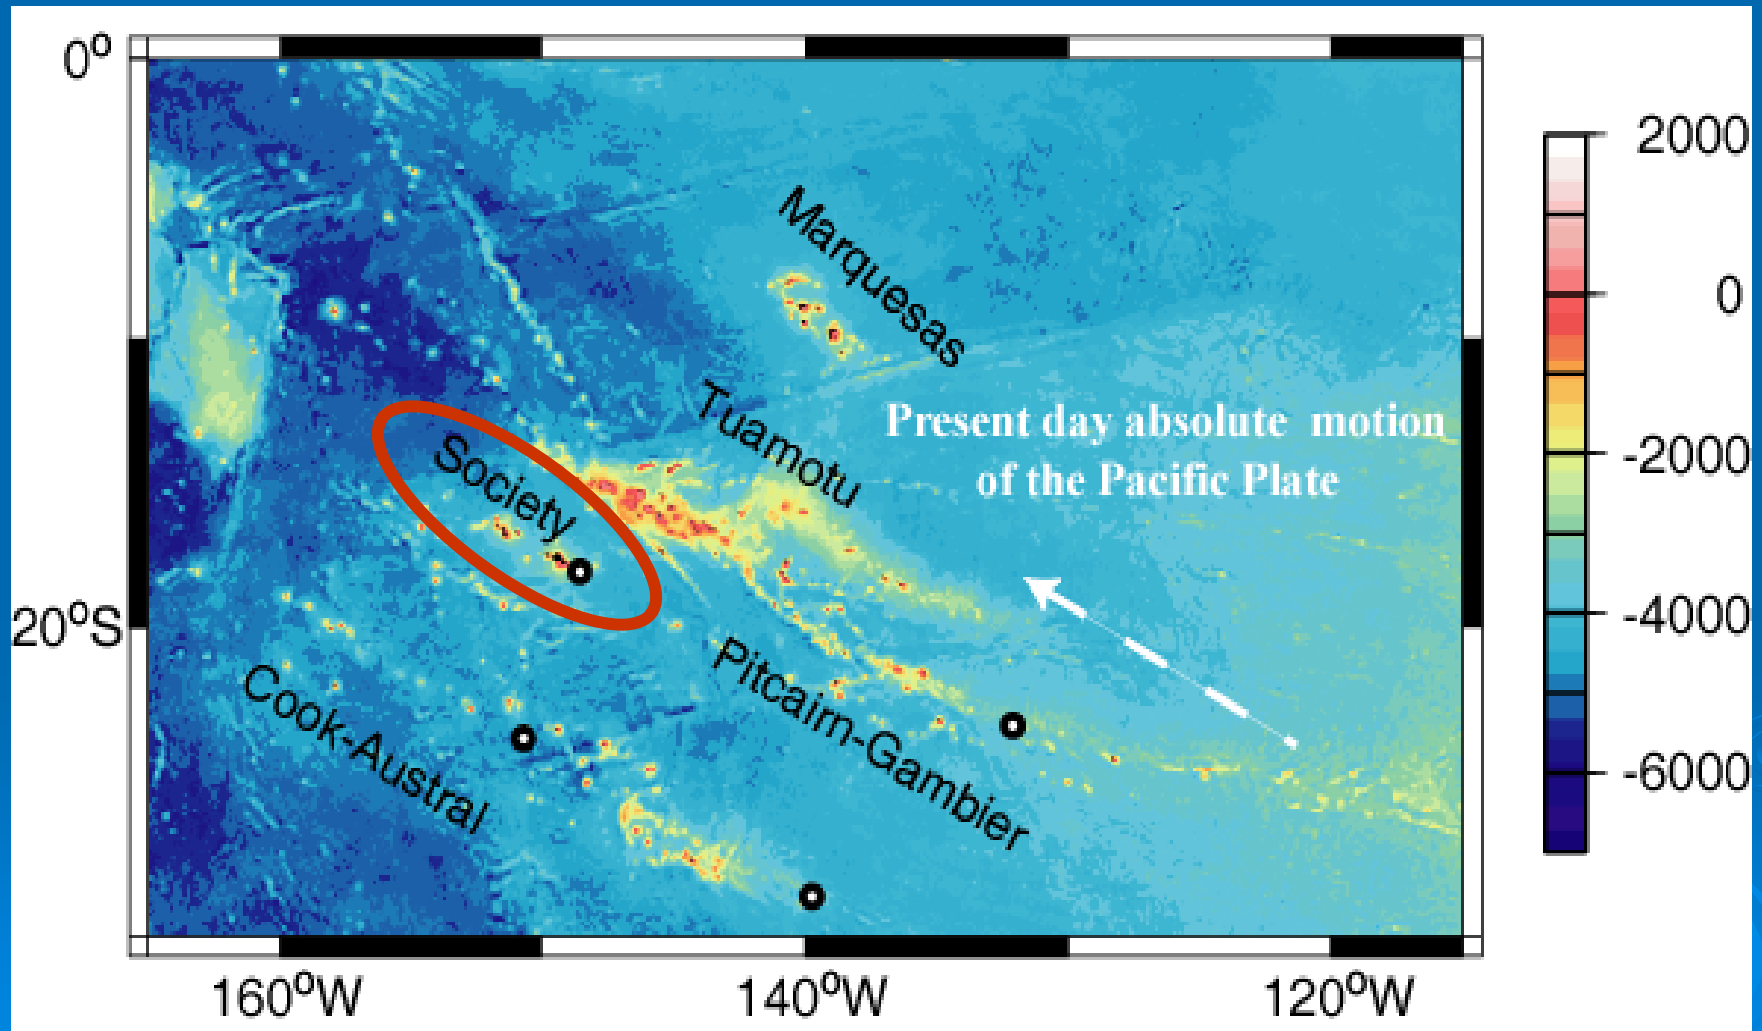 0°
2000
Marquesas
0
Tuamotu
Present day absolute motion
of the Pacific Plate
Society
-2000
20°S
-4000
Pitcairn-Gambier
Cook-Austral
-6000
160°W
140°W
120°W